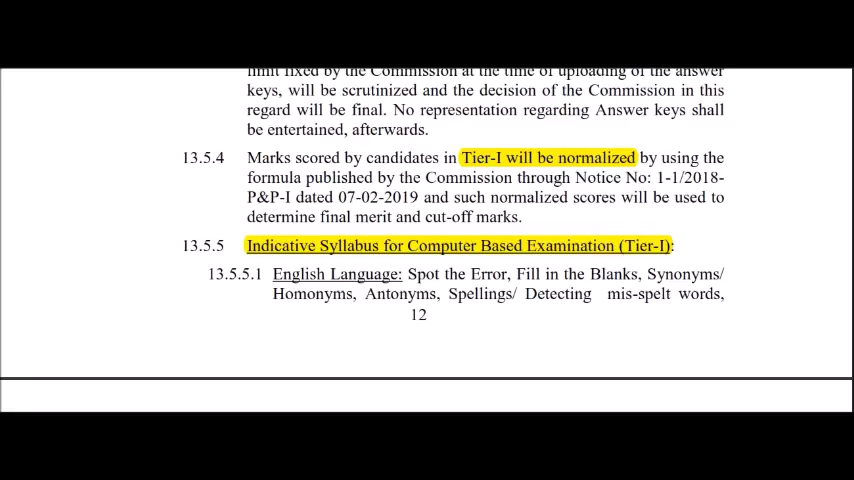 limit fixed by the Commission at the time of uploading of the answer
keys, will be scrutinized and the decision of the Commission in this
regard will be final. No representation regarding Answer keys shall
be entertained, afterwards.
13.5.4 Marks scored by candidates in Tier-I will be normalized by using the
formula published by the Commission through Notice No: 1-1/2018-
P&P-I dated 07-02-2019 and such normalized scores will be used to
determine final merit and cut-off marks.
13.5.5 Indicative Syllabus for Computer Based Examination (Tier-I):
13.5.5.1 English Language: Spot the Error, Fill in the Blanks, Synonyms/
Homonyms, Antonyms, Spellings/ Detecting mis-spelt words,
12